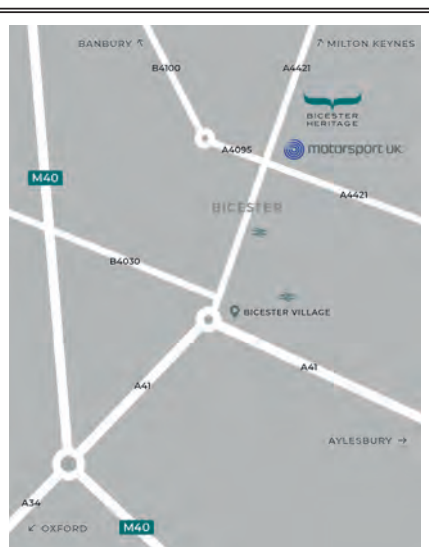 BANBURY ↖
↗ MILTON KEYNES
B4100
A4421
BICESTER
HERITAGE
A4095
motorsport UK
M40
A4421
BICESTER
B4030
BICESTER VILLAGE
A41
A41
AYLESBURY →
A34
↙ OXFORD
M40